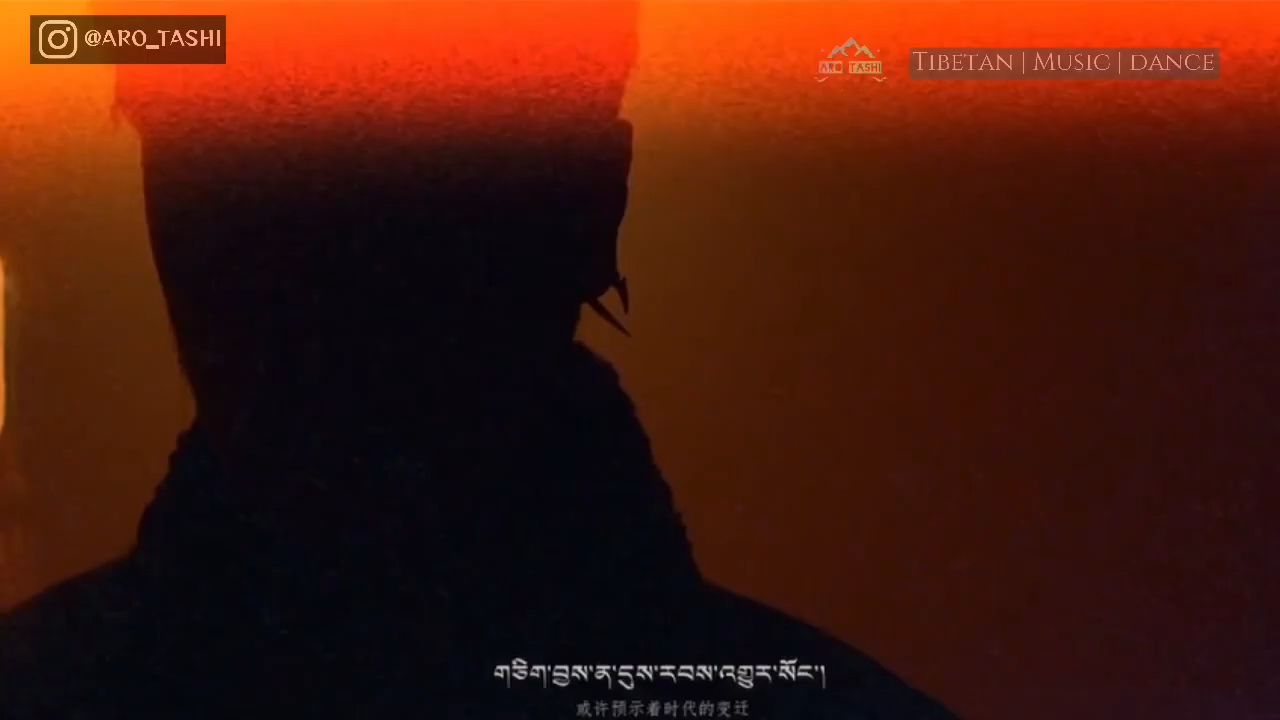 @ARO_TASHI
ARO TASHI
TIBETAN | MUSIC | DANCE
གཅིག་བྱས་ན་དུས་རབས་འགྱུར་སོང་།
或许预示着时代的变迁